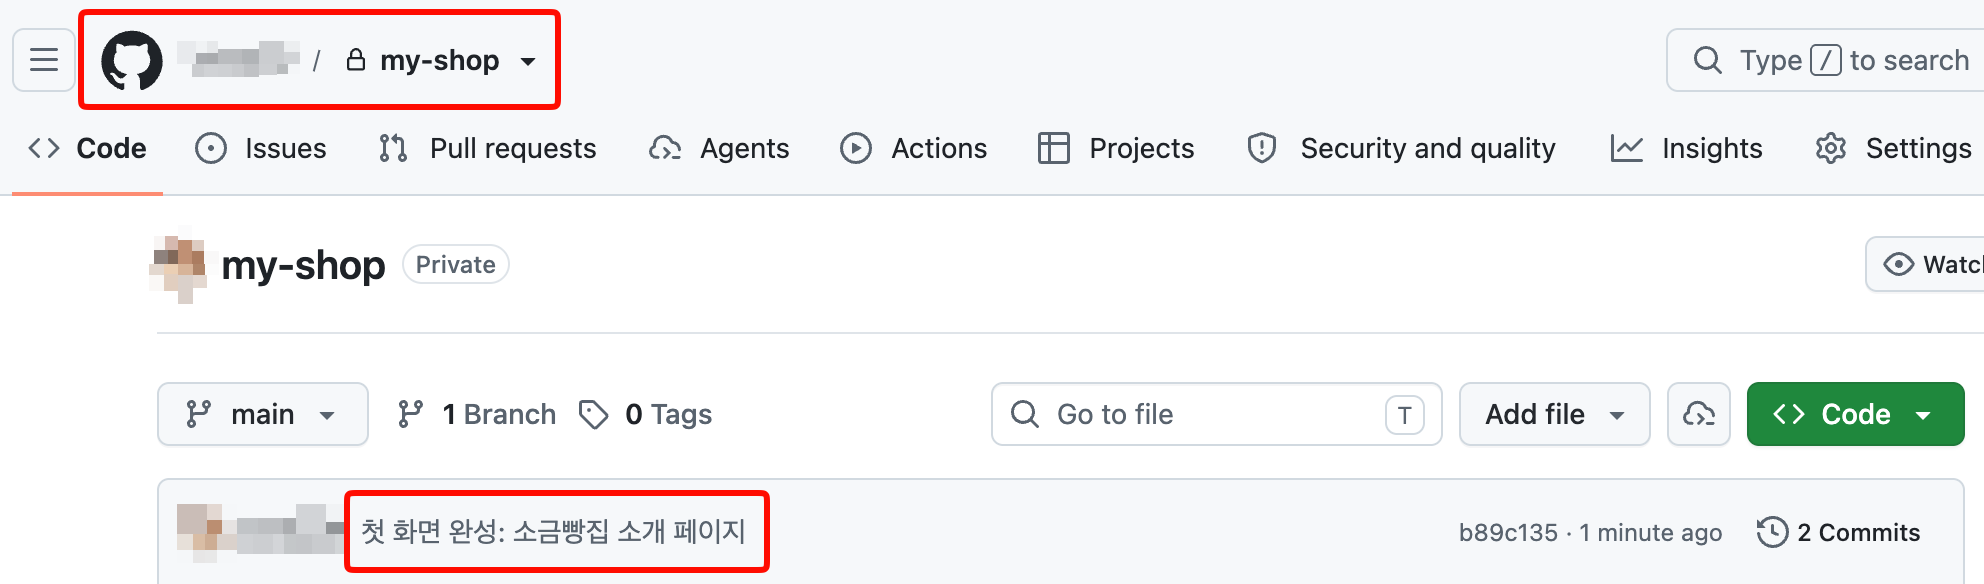 / my-shop
Type / to search
Code Issues Pull requests Agents Actions Projects Security and quality Insights Settings
my-shop Private
main 1 Branch 0 Tags Go to file T Add file Code
첫 화면 완성: 소금빵집 소개 페이지 b89c135 · 1 minute ago 2 Commits